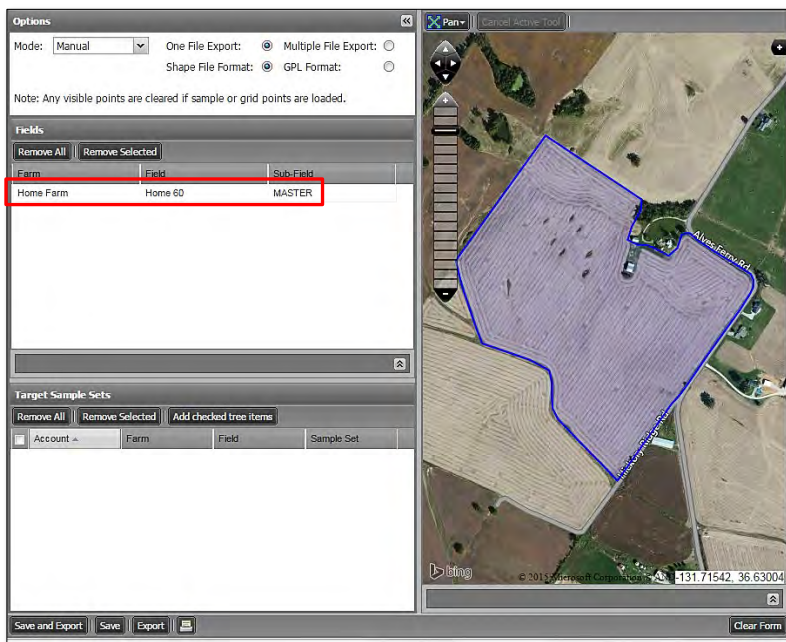 Options
Mode: Manual One File Export: Multiple File Export:
Shape File Format: GPL Format:
Note: Any visible points are cleared if sample or grid points are loaded.
Fields
Remove All Remove Selected
Farm Field Sub-Field
Home Farm Home 60 MASTER
Target Sample Sets
Remove All Remove Selected Add checked tree items
Account Farm Field Sample Set
Save and Export Save Export
Pan Cancel Active Tool
Alves Ferry Rd
Hickory Ridge Rd
bing
© 2015 Microsoft Corporation
-131.71542, 36.63004
Clear Form